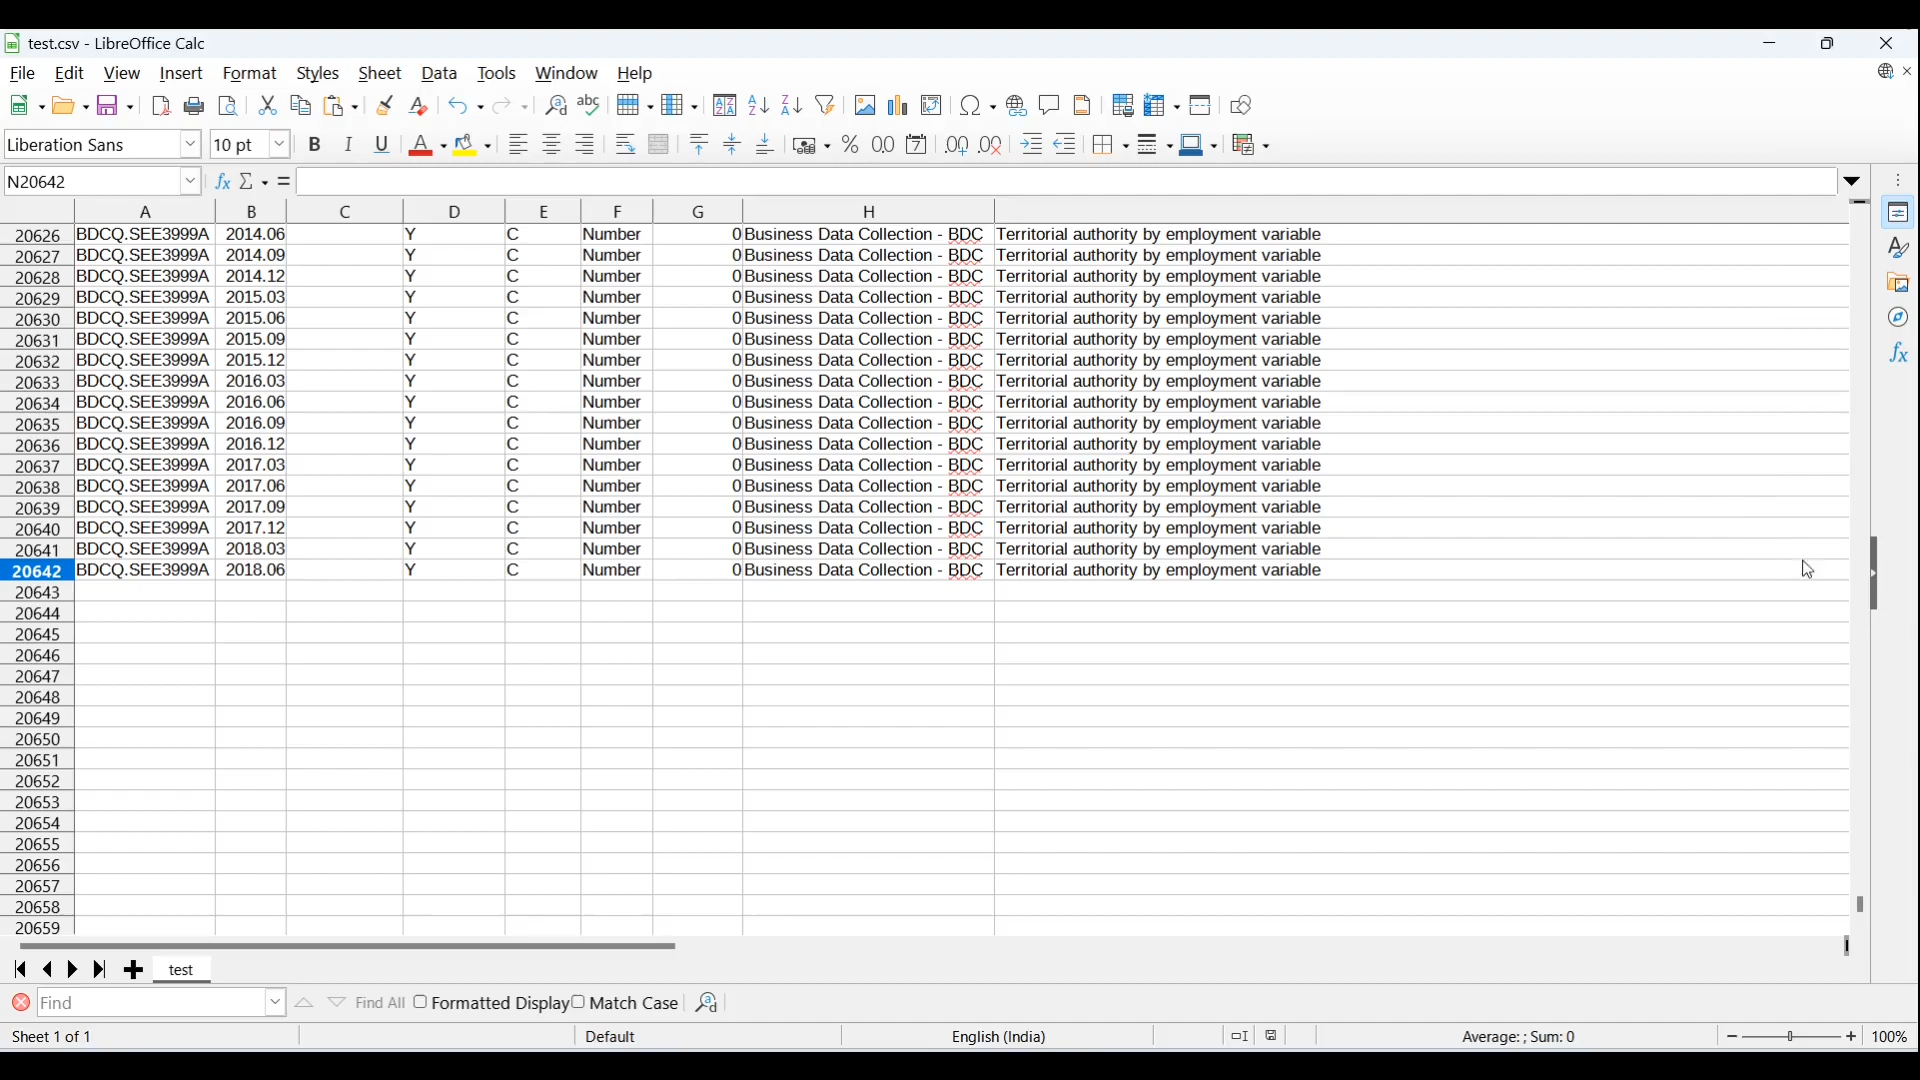 test.csv - LibreOffice Calc
File Edit View Insert Format Styles Sheet Data Tools Window Help
Liberation Sans 10 pt
N20642
A B C D E F G H
20626 BDCQ.SEE3999A 2014.06 Y C Number 0 Business Data Collection - BDC Territorial authority by employment variable
20627 BDCQ.SEE3999A 2014.09 Y C Number 0 Business Data Collection - BDC Territorial authority by employment variable
20628 BDCQ.SEE3999A 2014.12 Y C Number 0 Business Data Collection - BDC Territorial authority by employment variable
20629 BDCQ.SEE3999A 2015.03 Y C Number 0 Business Data Collection - BDC Territorial authority by employment variable
20630 BDCQ.SEE3999A 2015.06 Y C Number 0 Business Data Collection - BDC Territorial authority by employment variable
20631 BDCQ.SEE3999A 2015.09 Y C Number 0 Business Data Collection - BDC Territorial authority by employment variable
20632 BDCQ.SEE3999A 2015.12 Y C Number 0 Business Data Collection - BDC Territorial authority by employment variable
20633 BDCQ.SEE3999A 2016.03 Y C Number 0 Business Data Collection - BDC Territorial authority by employment variable
20634 BDCQ.SEE3999A 2016.06 Y C Number 0 Business Data Collection - BDC Territorial authority by employment variable
20635 BDCQ.SEE3999A 2016.09 Y C Number 0 Business Data Collection - BDC Territorial authority by employment variable
20636 BDCQ.SEE3999A 2016.12 Y C Number 0 Business Data Collection - BDC Territorial authority by employment variable
20637 BDCQ.SEE3999A 2017.03 Y C Number 0 Business Data Collection - BDC Territorial authority by employment variable
20638 BDCQ.SEE3999A 2017.06 Y C Number 0 Business Data Collection - BDC Territorial authority by employment variable
20639 BDCQ.SEE3999A 2017.09 Y C Number 0 Business Data Collection - BDC Territorial authority by employment variable
20640 BDCQ.SEE3999A 2017.12 Y C Number 0 Business Data Collection - BDC Territorial authority by employment variable
20641 BDCQ.SEE3999A 2018.03 Y C Number 0 Business Data Collection - BDC Territorial authority by employment variable
20642 BDCQ.SEE3999A 2018.06 Y C Number 0 Business Data Collection - BDC Territorial authority by employment variable
20643
20644
20645
20646
20647
20648
20649
20650
20651
20652
20653
20654
20655
20656
20657
20658
20659
test
Find Find All Formatted Display Match Case
Sheet 1 of 1 Default English (India) Average: ; Sum: 0 100%